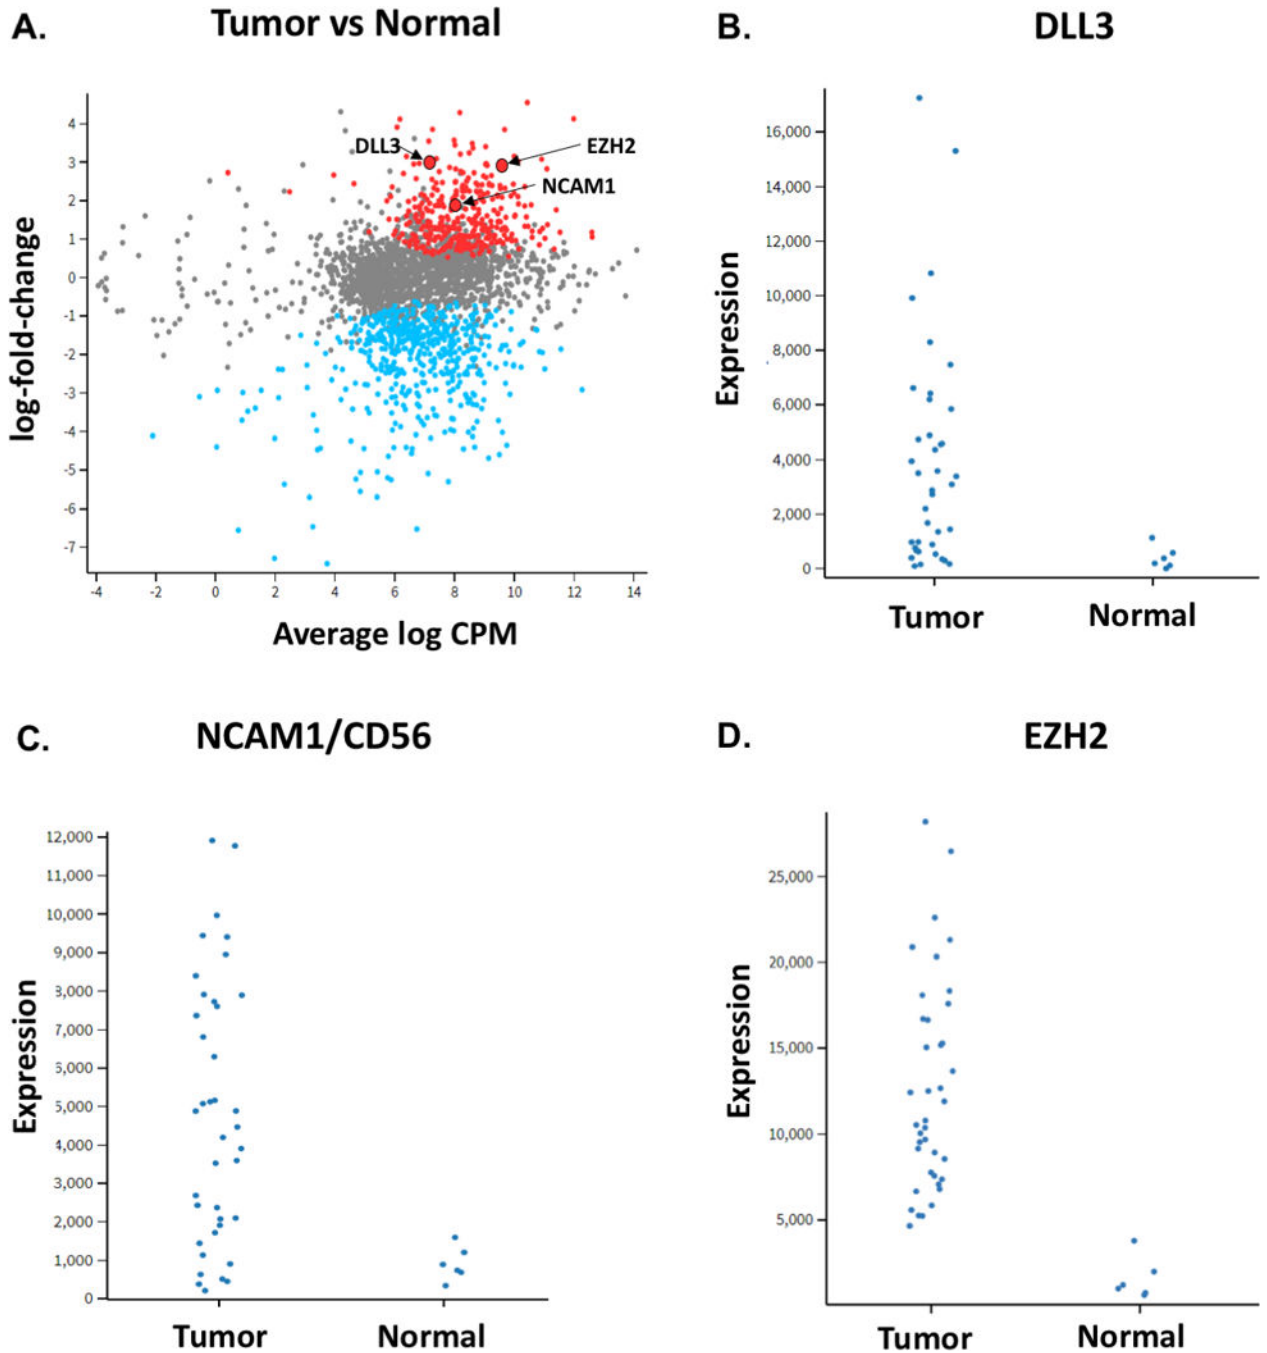 A.
Tumor vs Normal
4
3
2
1
0
-1
-2
-3
-4
-5
-6
-7
log-fold-change
DLL3
EZH2
NCAM1
-4 -2 0 2 4 6 8 10 12 14
Average log CPM
B.
DLL3
16,000
14,000
12,000
10,000
8,000
6,000
4,000
2,000
0
Expression
Tumor Normal
C.
NCAM1/CD56
12,000
11,000
10,000
9,000
8,000
7,000
6,000
5,000
4,000
3,000
2,000
1,000
0
Expression
Tumor Normal
D.
EZH2
25,000
20,000
15,000
10,000
5,000
Expression
Tumor Normal